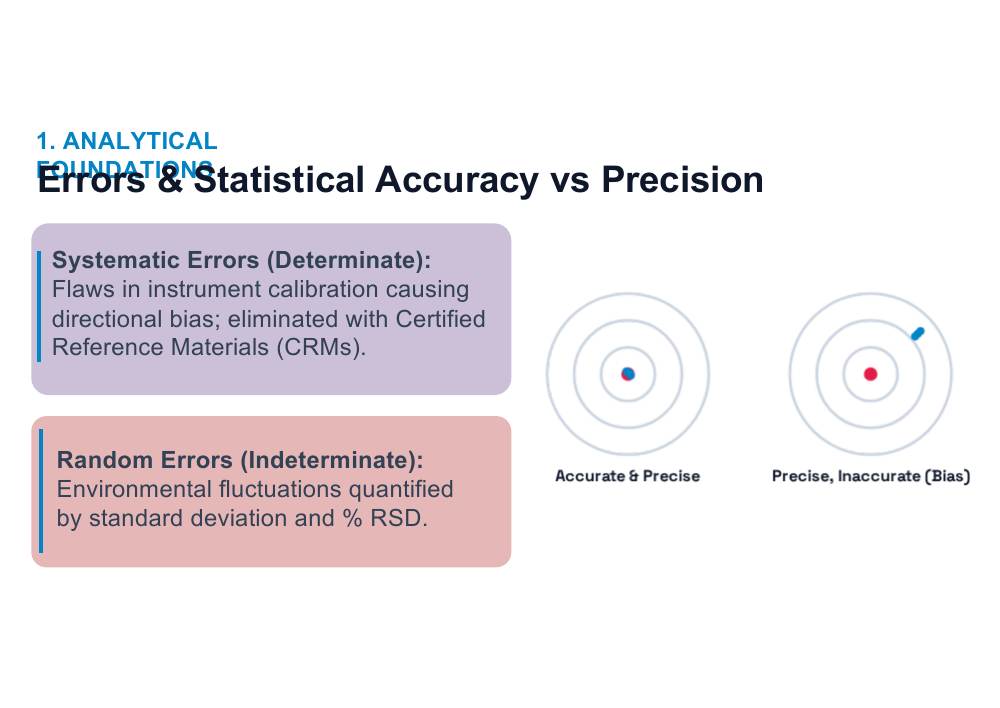 1. ANALYTICAL
FOUNDATIONS
Errors & Statistical Accuracy vs Precision
Systematic Errors (Determinate):
Flaws in instrument calibration causing
directional bias; eliminated with Certified
Reference Materials (CRMs).
Random Errors (Indeterminate):
Environmental fluctuations quantified
by standard deviation and % RSD.
Accurate & Precise
Precise, Inaccurate (Bias)